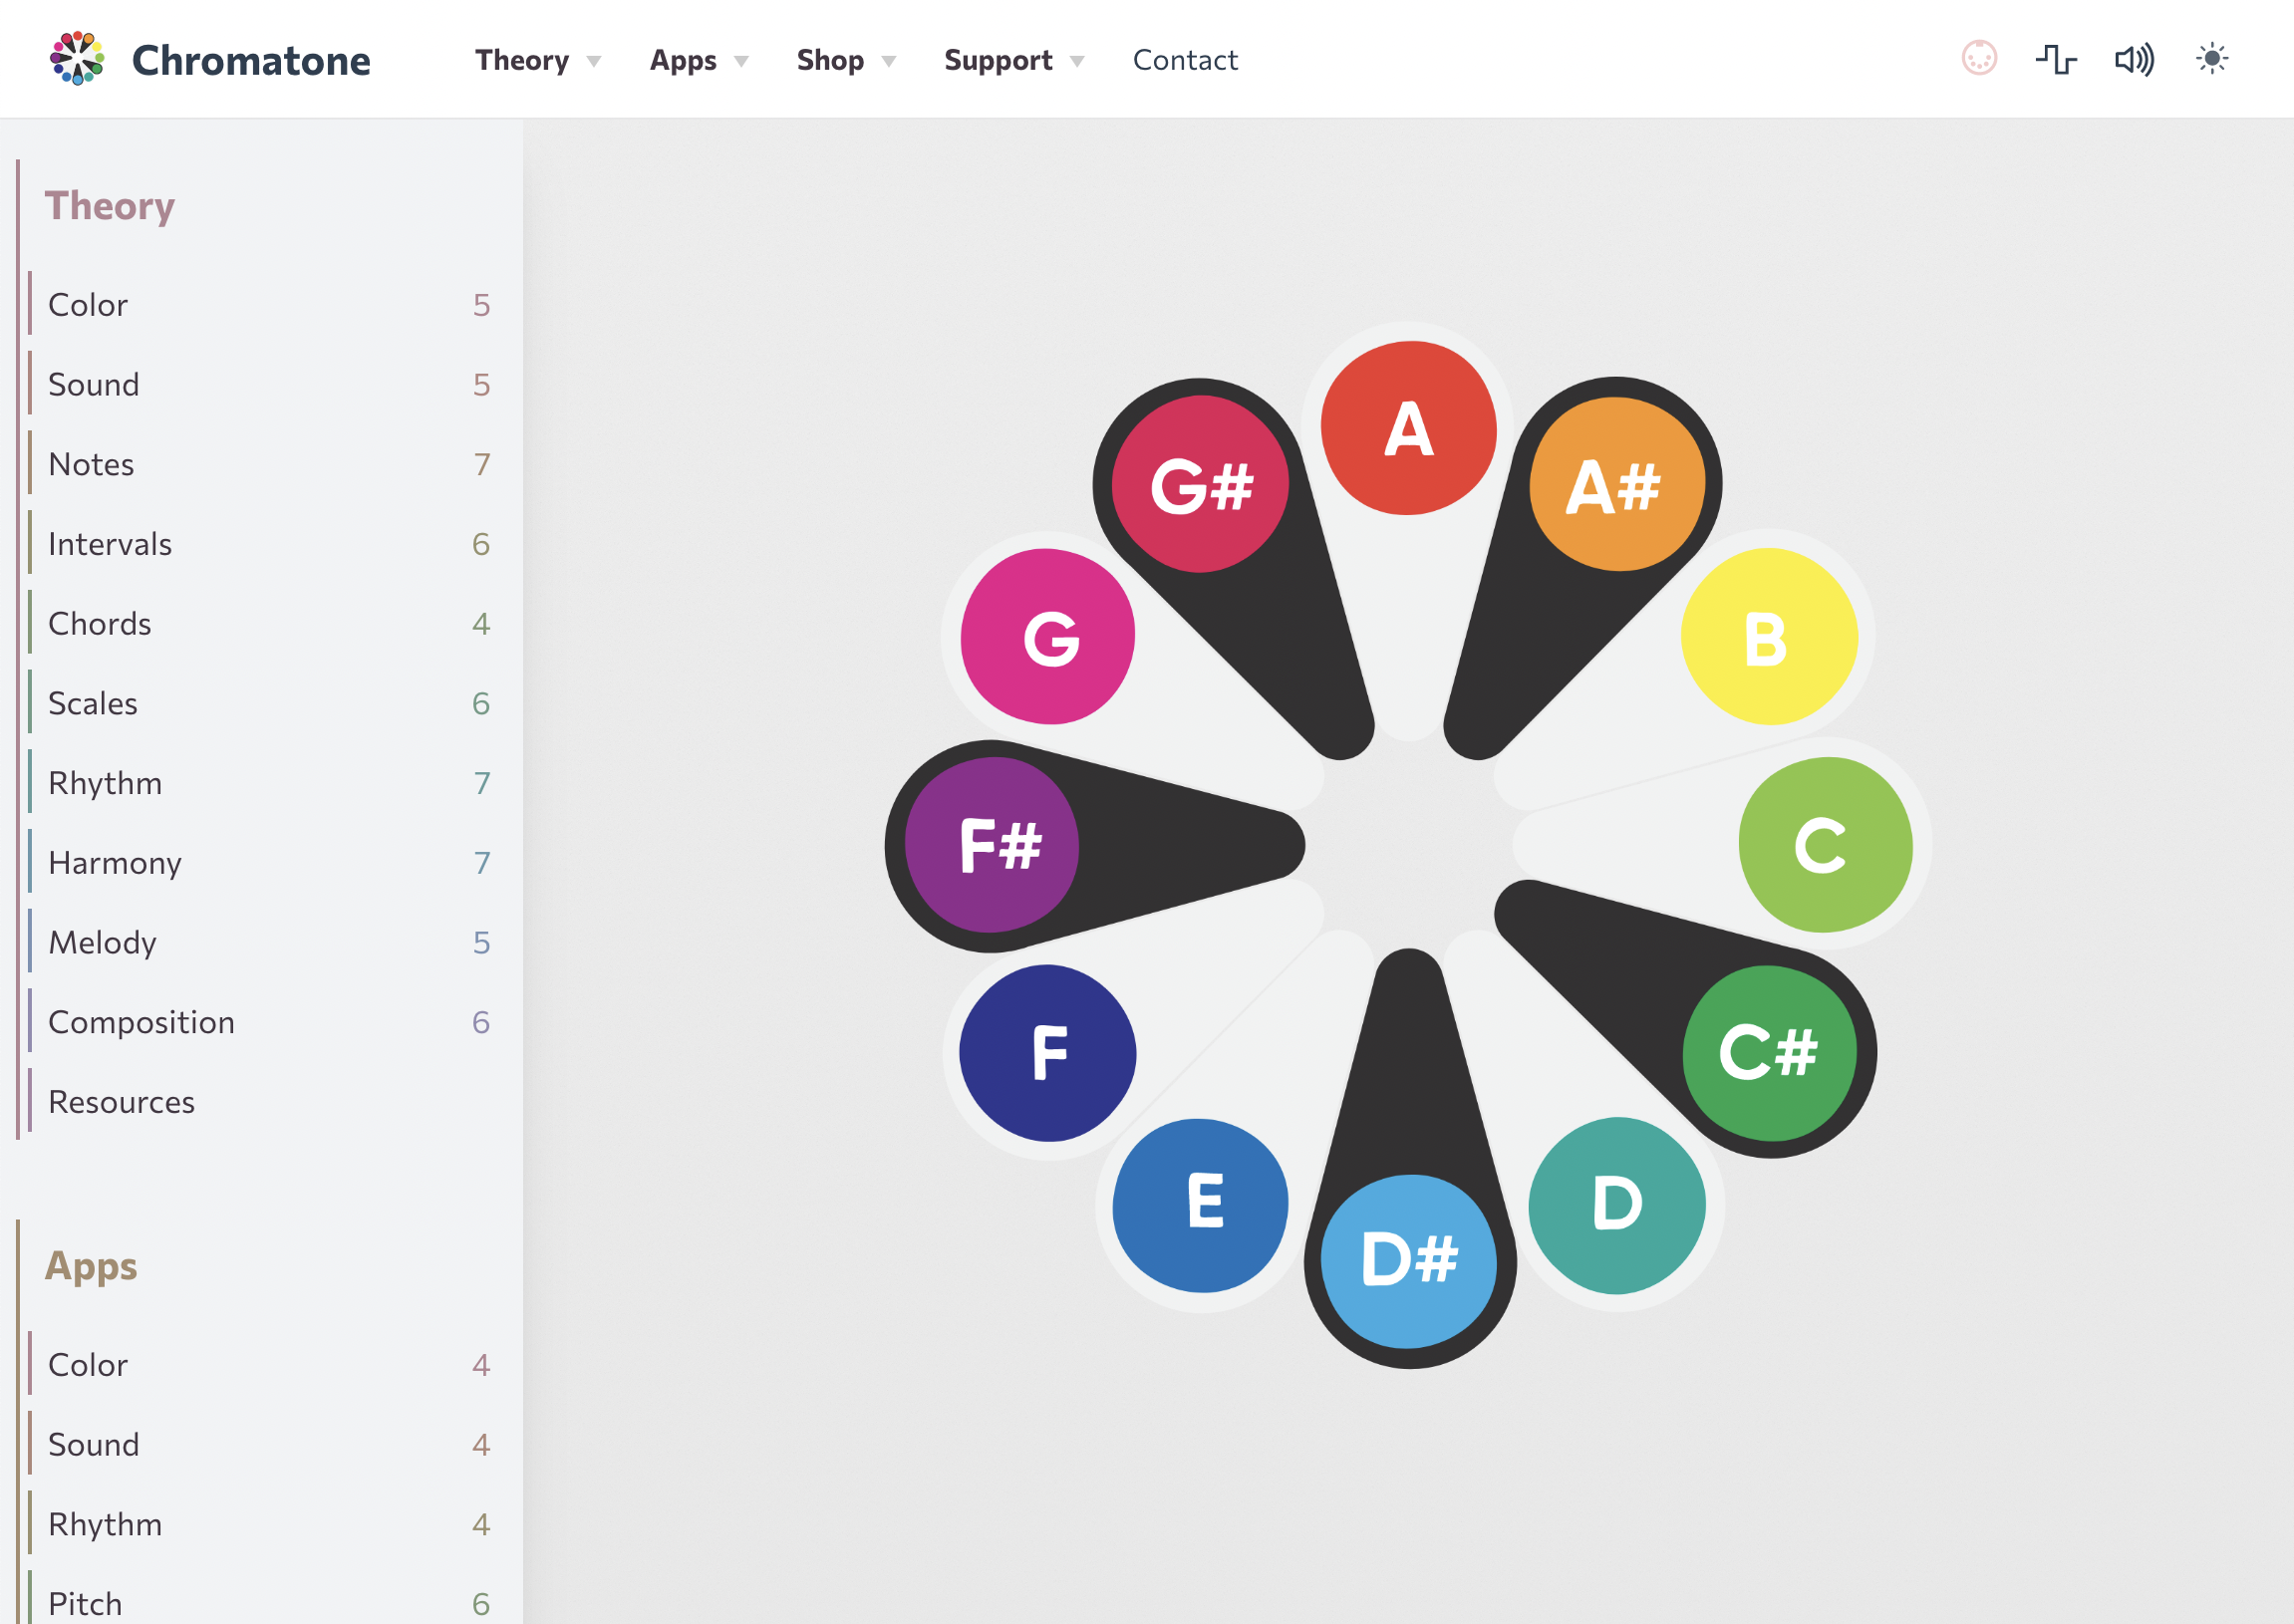 Chromatone Theory Apps Shop Support Contact
Theory
Color 5
Sound 5
Notes 7
Intervals 6
Chords 4
Scales 6
Rhythm 7
Harmony 7
Melody 5
Composition 6
Resources
Apps
Color 4
Sound 4
Rhythm 4
Pitch 6
A
A#
B
C
C#
D
D#
E
F
F#
G
G#